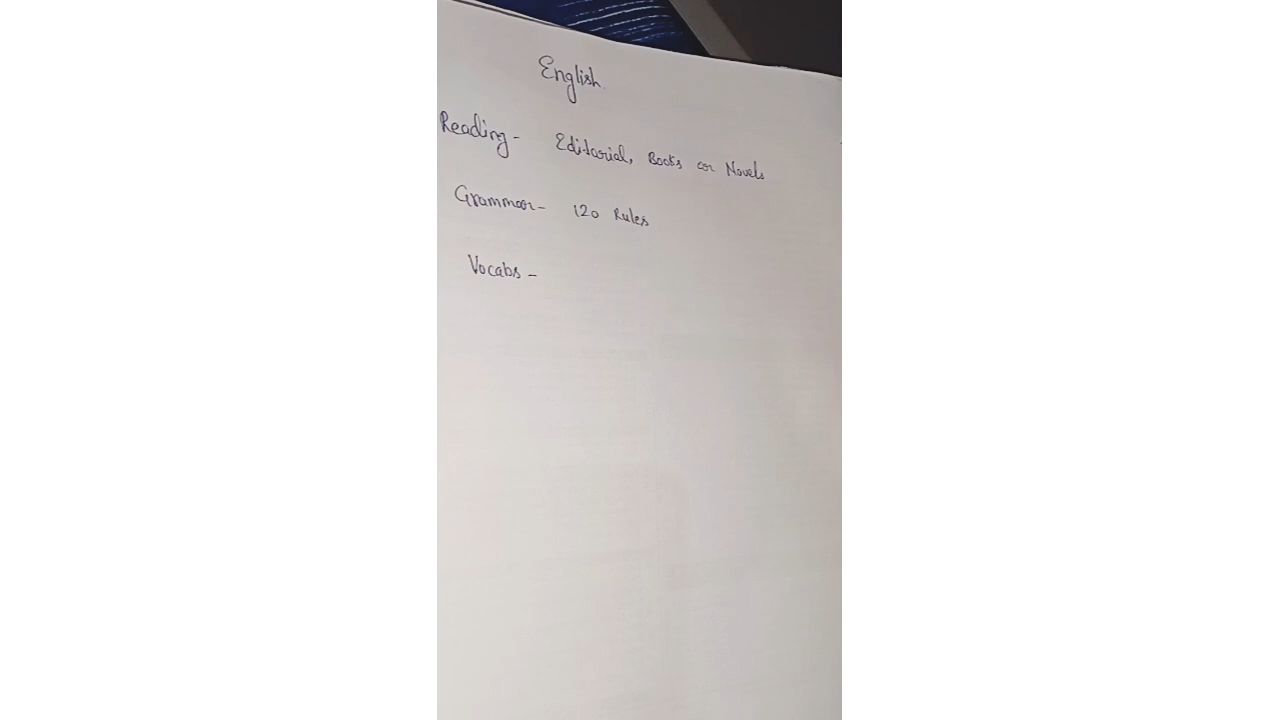 English.
Reading - Editorial, Books or Novels
Grammar - 120 Rules
Vocabs -